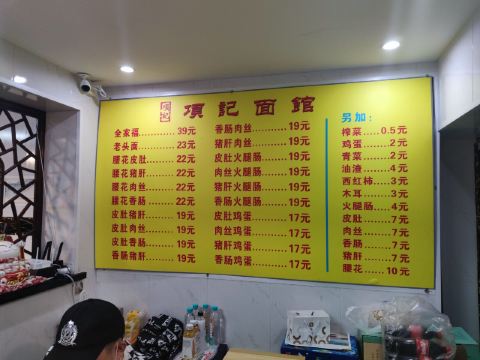 項記
項記面館
全家福............39元
老头面............23元
腰花皮肚.........22元
腰花猪肝.........22元
腰花肉丝.........22元
腰花香肠.........22元
皮肚猪肝.........19元
皮肚肉丝.........19元
皮肚香肠.........19元
香肠猪肝.........19元
香肠肉丝............19元
猪肝肉丝............19元
皮肚火腿肠.........19元
肉丝火腿肠.........19元
猪肝火腿肠.........19元
香肠火腿肠.........19元
皮肚鸡蛋............17元
肉丝鸡蛋............17元
猪肝鸡蛋............17元
香肠鸡蛋............17元
另加：
榨菜.....0.5元
鸡蛋.........2元
青菜.........2元
油渣.........4元
西红柿......3元
木耳.........3元
火腿肠......4元
皮肚.........7元
肉丝.........7元
香肠.........7元
猪肝.........7元
腰花.........10元